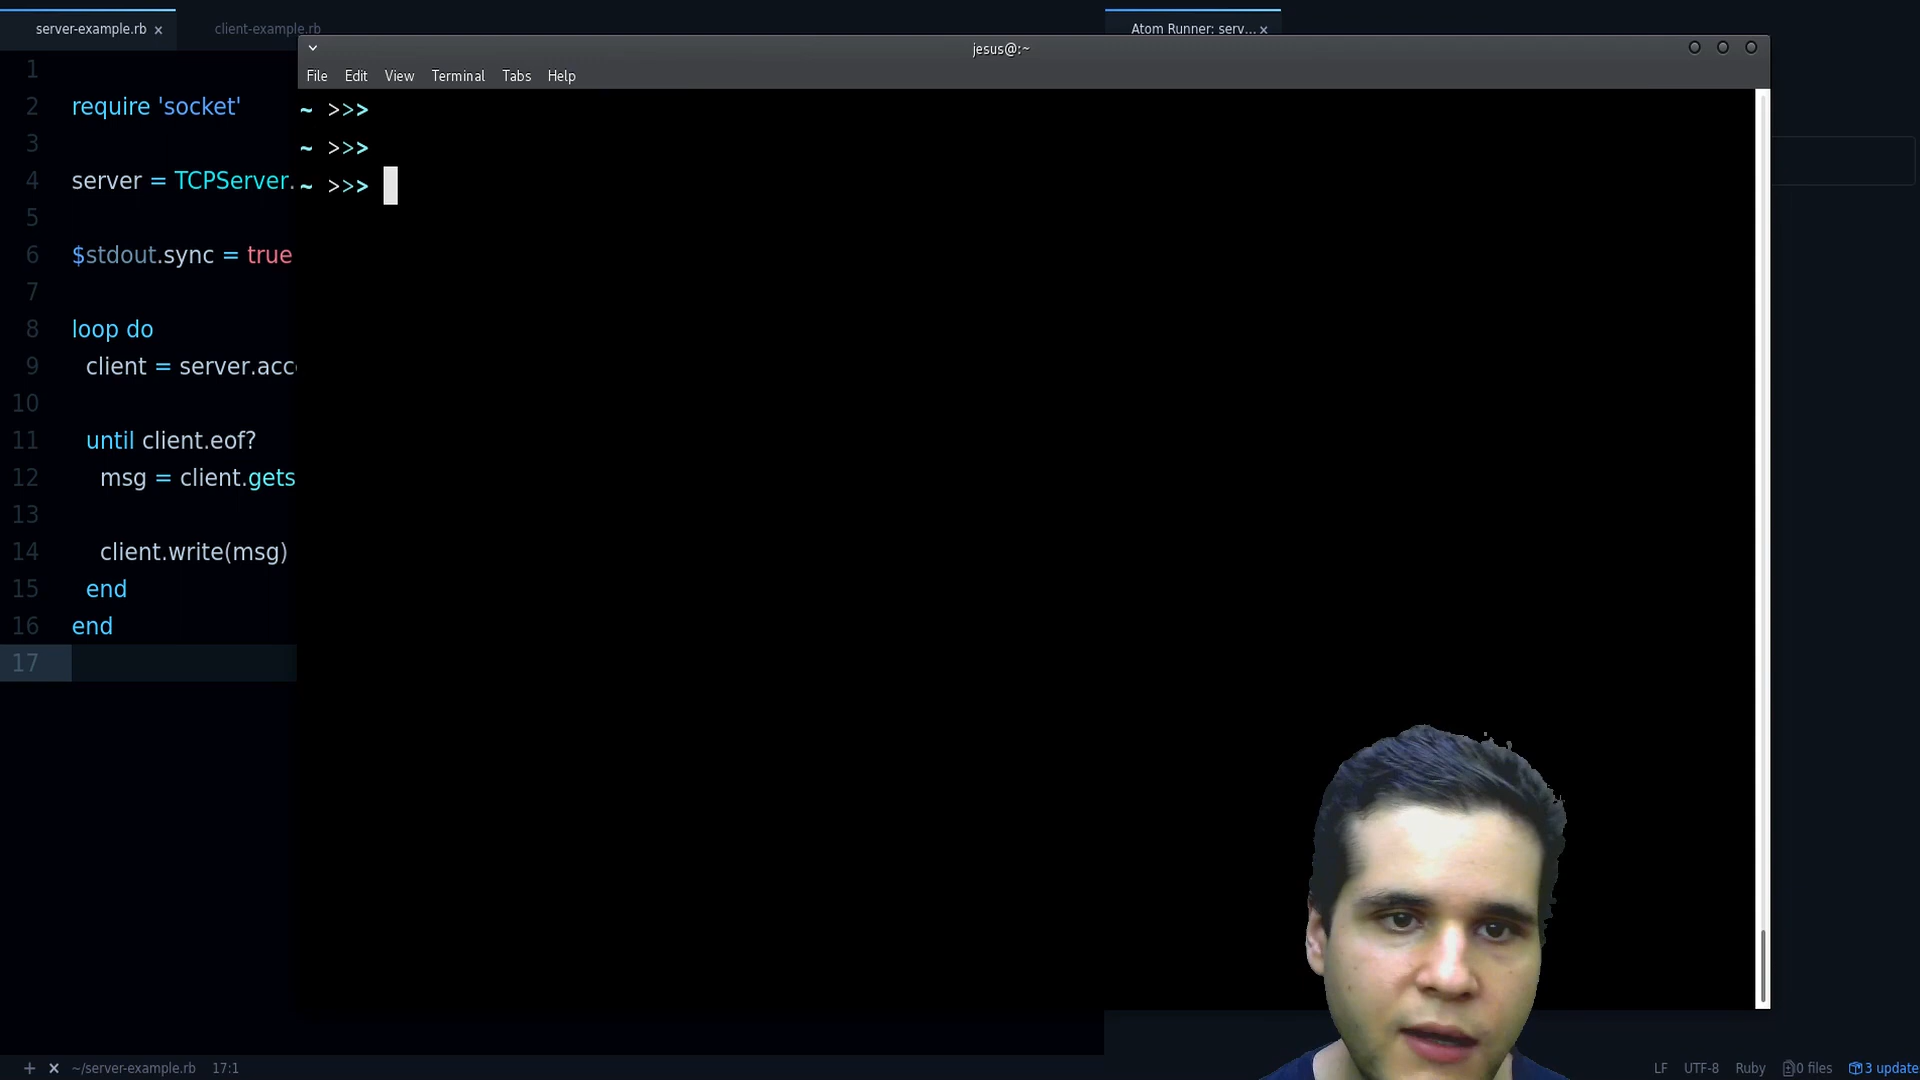 server-example.rb ×
client-example.rb
Atom Runner: serv... ×
jesus@:~
File Edit View Terminal Tabs Help
~ >>>
~ >>>
~ >>>
1
2 require 'socket'
3
4 server = TCPServer.
5
6 $stdout.sync = true
7
8 loop do
9 client = server.acc
10
11 until client.eof?
12 msg = client.gets
13
14 client.write(msg)
15 end
16 end
17
~/server-example.rb 17:1
LF UTF-8 Ruby 0 files 3 update